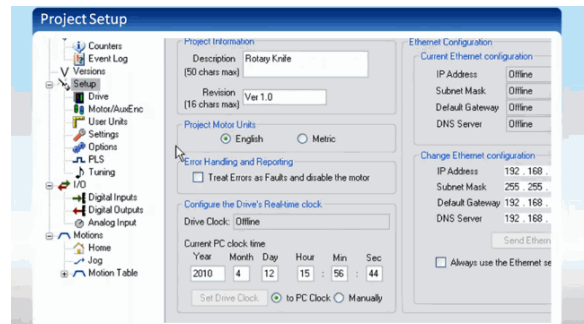 Project Setup
Counters
Event Log
Versions
Setup
Drive
Motor/AuxEnc
User Units
Settings
Options
PLS
Tuning
I/O
Digital Inputs
Digital Outputs
Analog Input
Motions
Home
Jog
Motion Table
Project Information
Description
(50 chars max)
Rotary Knife
Revision
(16 chars max)
Ver 1.0
Project Motor Units
English Metric
Error Handling and Reporting
Treat Errors as Faults and disable the motor
Configure the Drive's Real-time clock
Drive Clock: Offline
Current PC clock time
Year Month Day Hour Min Sec
2010 4 12 15 : 56 : 44
Set Drive Clock to PC Clock Manually
Ethernet Configuration
Current Ethernet configuration
IP Address Offline
Subnet Mask Offline
Default Gateway Offline
DNS Server Offline
Change Ethernet configuration
IP Address 192 . 168 .
Subnet Mask 255 . 255 .
Default Gateway 192 . 168 .
DNS Server 192 . 168 .
Send Ethern
Always use the Ethernet se